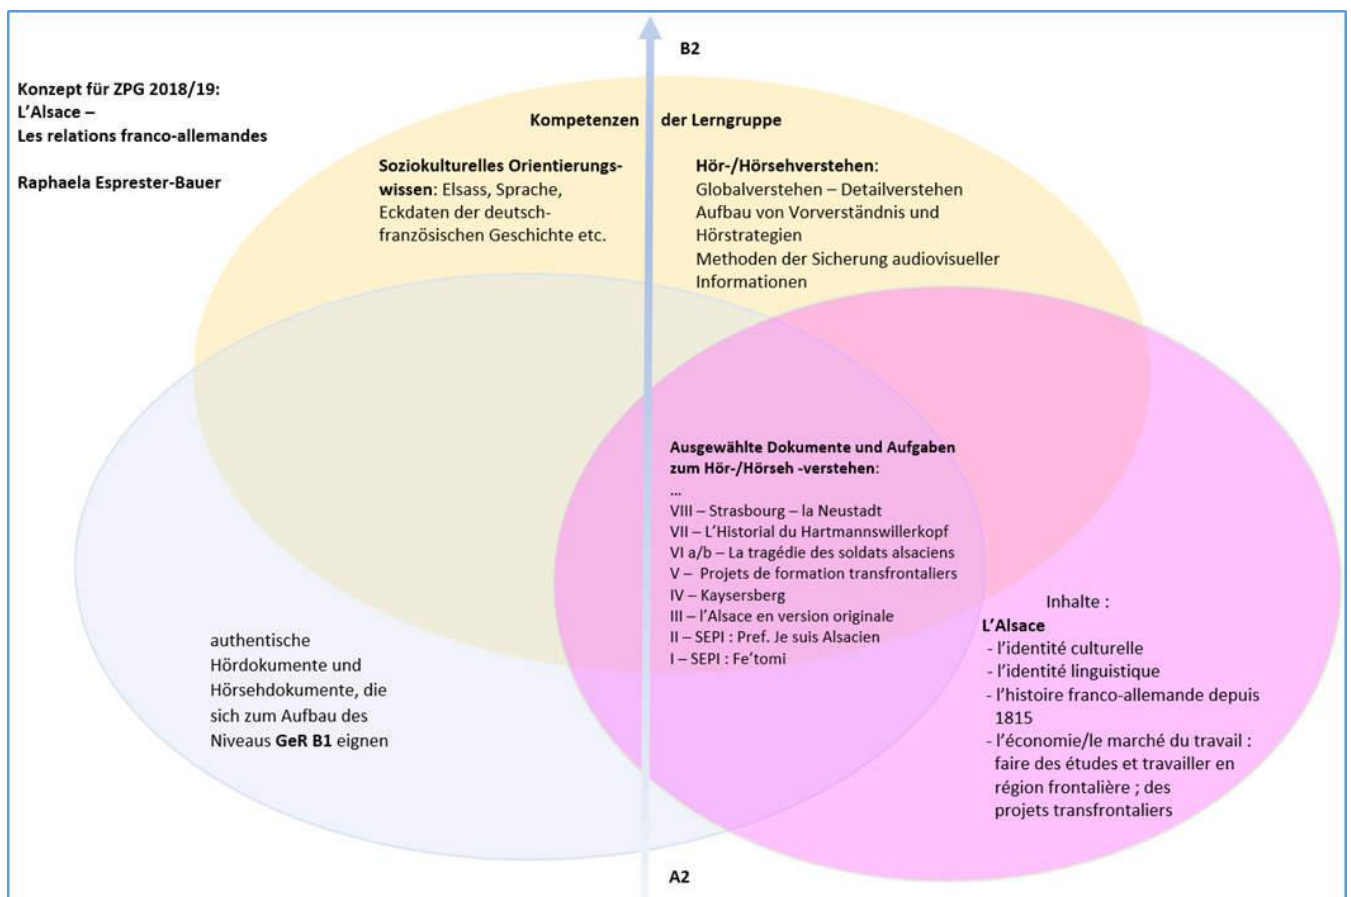 B2
Konzept für ZPG 2018/19:
L’Alsace –
Les relations franco-allemandes
Raphaela Esprester-Bauer
Kompetenzen der Lerngruppe
Soziokulturelles Orientierungs-
wissen: Elsass, Sprache,
Eckdaten der deutsch-
französischen Geschichte etc.
Hör-/Hörsehverstehen:
Globalverstehen – Detailverstehen
Aufbau von Vorverständnis und
Hörstrategien
Methoden der Sicherung audiovisueller
Informationen
Ausgewählte Dokumente und Aufgaben
zum Hör-/Hörseh -verstehen:
...
VIII – Strasbourg – la Neustadt
VII – L’Historial du Hartmannswillerkopf
VI a/b – La tragédie des soldats alsaciens
V – Projets de formation transfrontaliers
IV – Kaysersberg
III – l’Alsace en version originale
II – SEPI : Pref. Je suis Alsacien
I – SEPI : Fe’tomi
authentische
Hördokumente und
Hörsehdokumente, die
sich zum Aufbau des
Niveaus GeR B1 eignen
Inhalte :
L’Alsace
- l’identité culturelle
- l’identité linguistique
- l’histoire franco-allemande depuis
1815
- l’économie/le marché du travail :
faire des études et travailler en
région frontalière ; des
projets transfrontaliers
A2